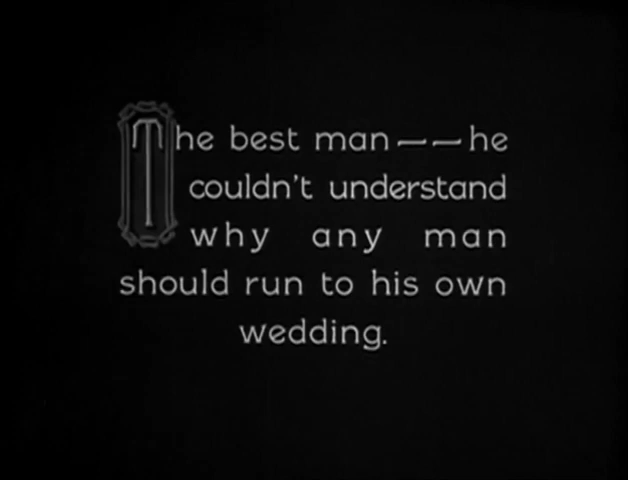 The best man——he
couldn't understand
why any man
should run to his own
wedding.